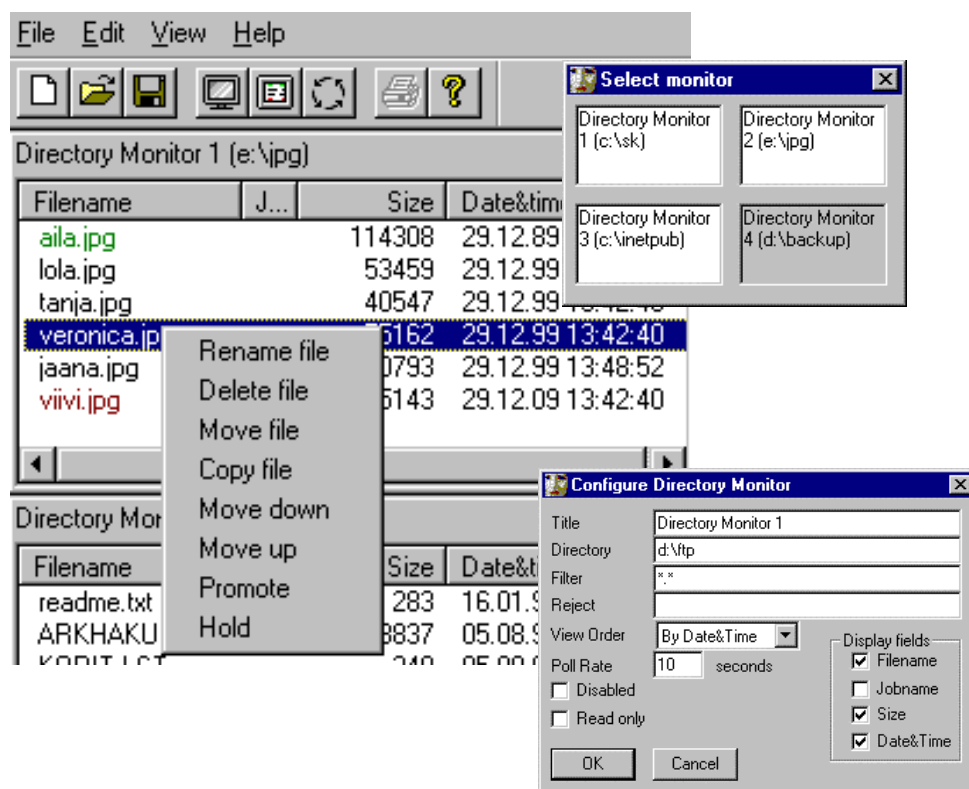 File Edit View Help
Directory Monitor 1 (e:\jpg)
Filename J... Size Date&time
aila.jpg 114308 29.12.89
lola.jpg 53459 29.12.99
tanja.jpg 40547 29.12.99
veronica.jp 162 29.12.99 13:42:40
jaana.jpg 0793 29.12.99 13:48:52
viivi.jpg 5143 29.12.09 13:42:40
Rename file
Delete file
Move file
Copy file
Move down
Move up
Promote
Hold
Directory Mor
Filename Size Date&t
readme.txt 283 16.01.9
ARKHAKU 8837 05.08.9
Select monitor
Directory Monitor
1 (c:\sk)
Directory Monitor
2 (e:\jpg)
Directory Monitor
3 (c:\inetpub)
Directory Monitor
4 (d:\backup)
Configure Directory Monitor
Title Directory Monitor 1
Directory d:\ftp
Filter *.*
Reject
View Order By Date&Time
Poll Rate 10 seconds
Disabled
Read only
Display fields
Filename
Jobname
Size
Date&Time
OK Cancel